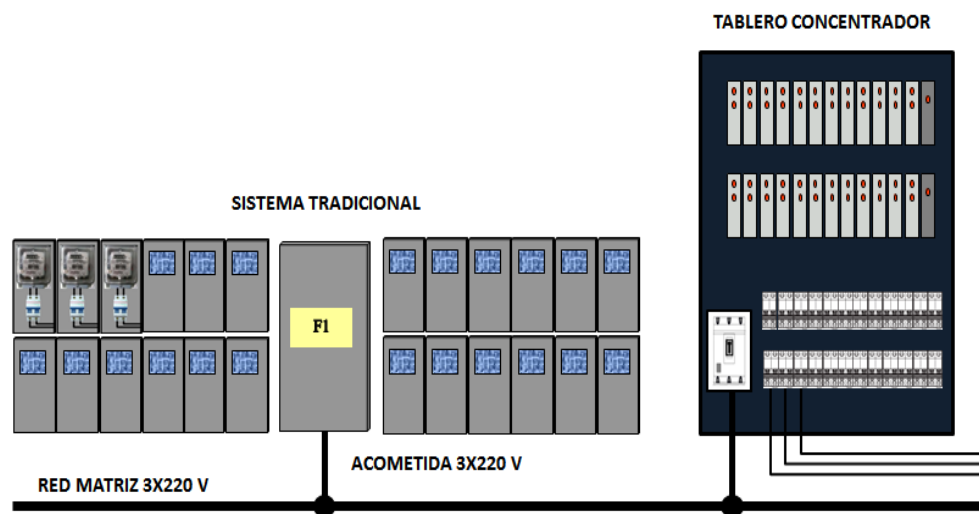 TABLERO CONCENTRADOR
SISTEMA TRADICIONAL
F1
ACOMETIDA 3X220 V
RED MATRIZ 3X220 V